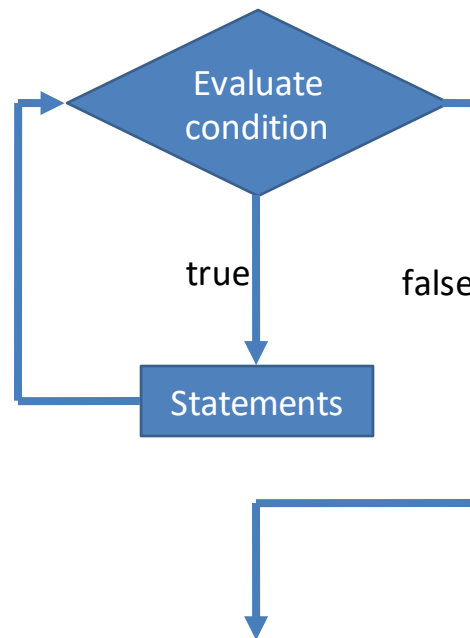 Evaluate
condition
true
false
Statements